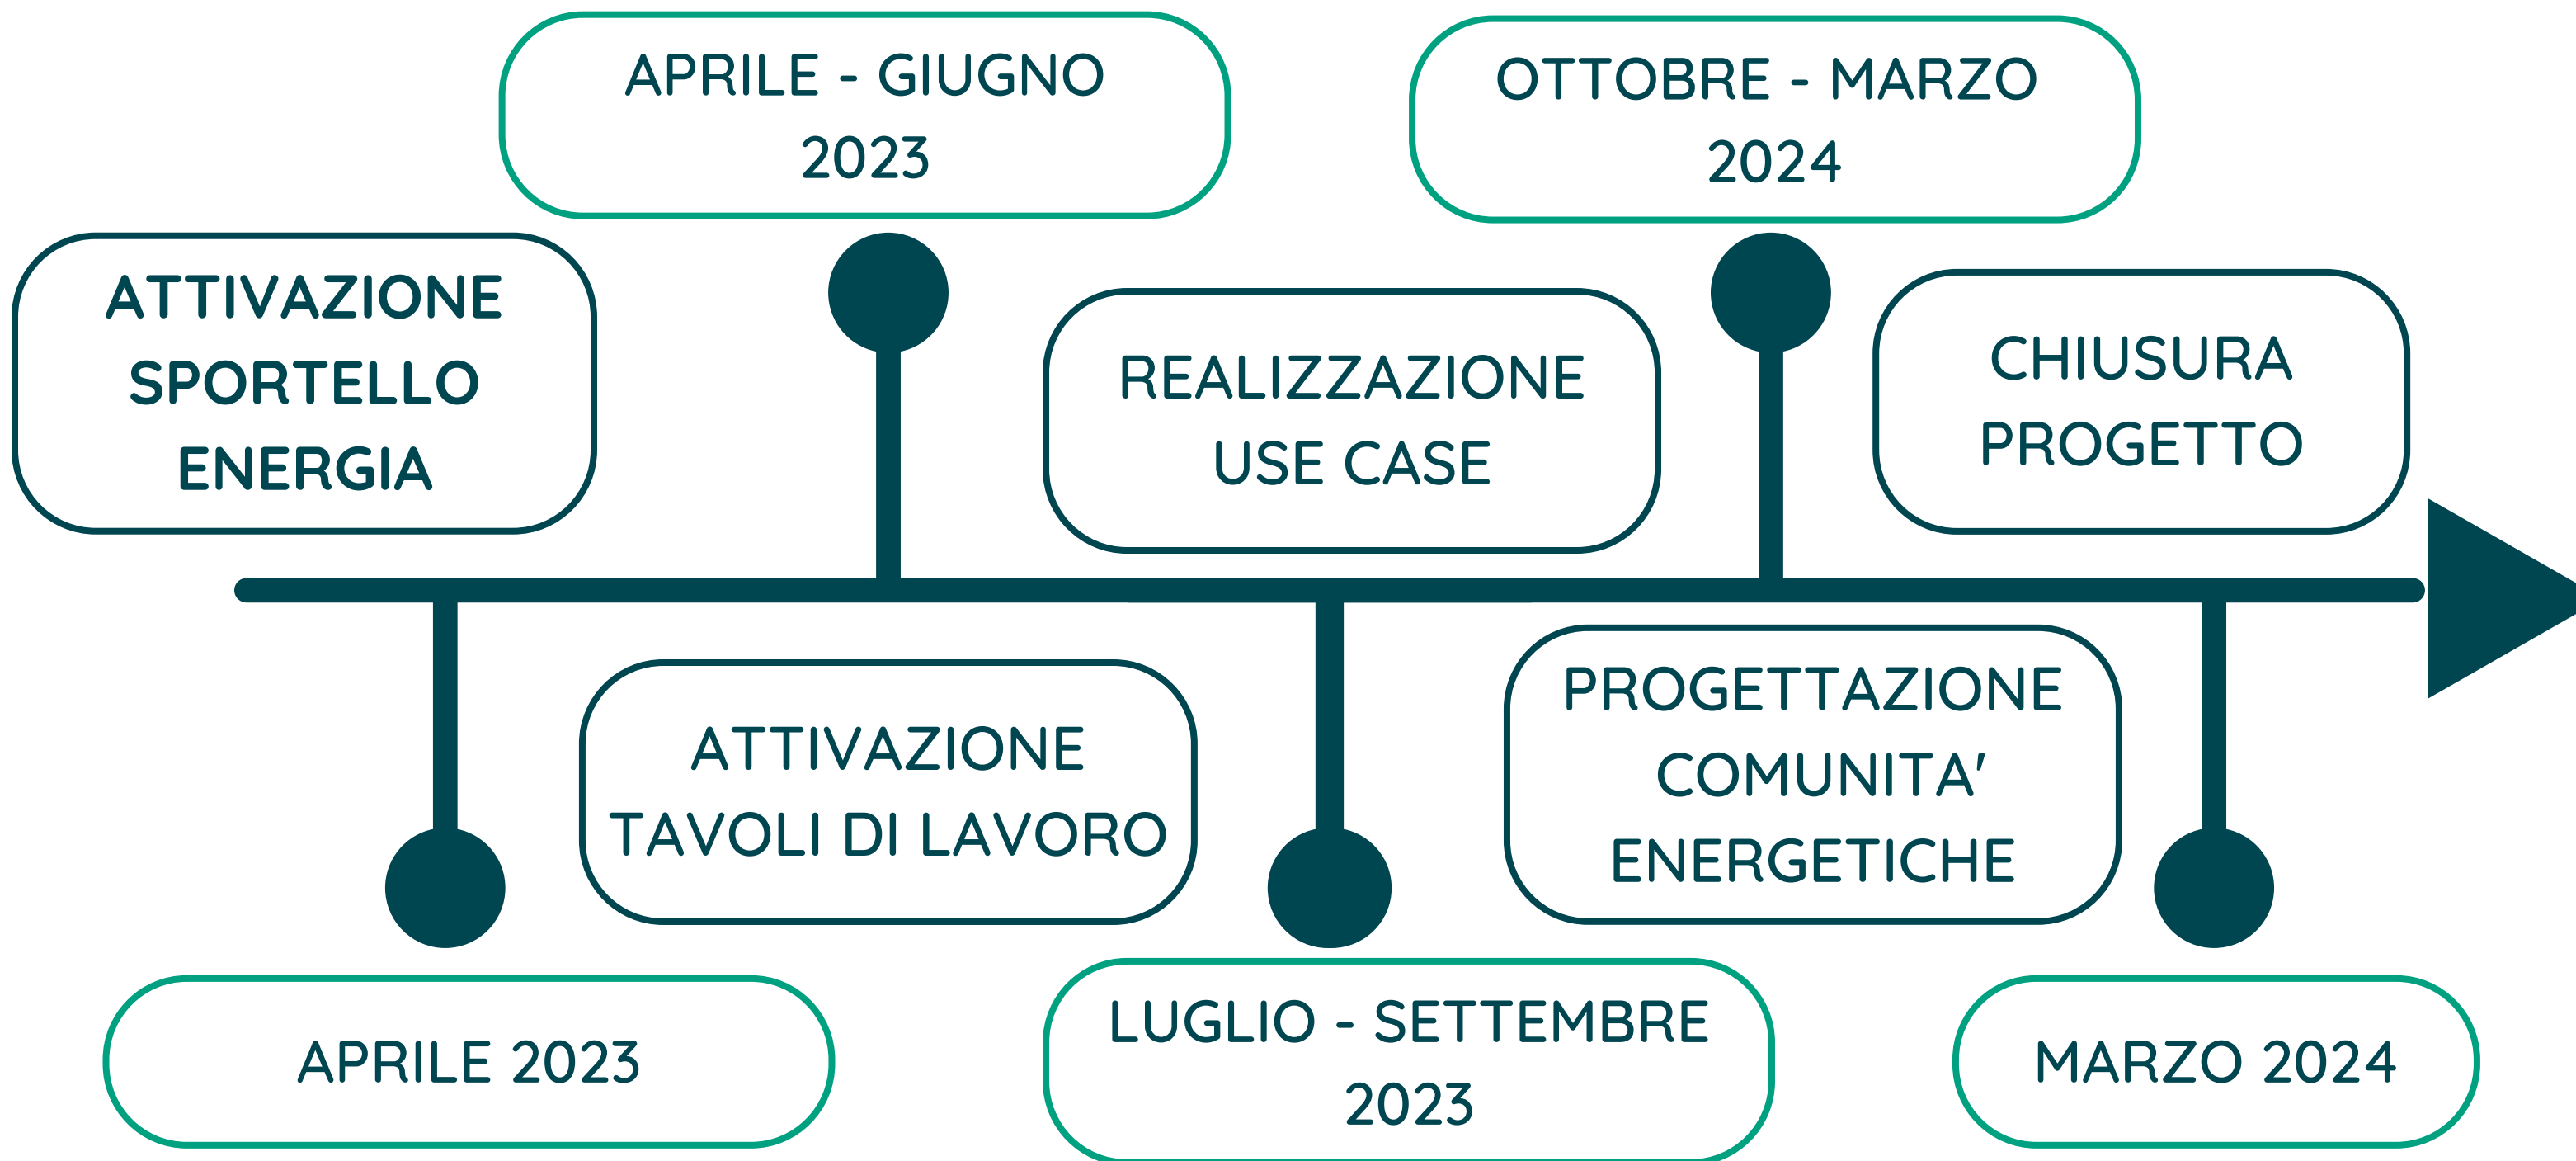 APRILE - GIUGNO
2023
OTTOBRE - MARZO
2024
ATTIVAZIONE
SPORTELLO
ENERGIA
REALIZZAZIONE
USE CASE
CHIUSURA
PROGETTO
ATTIVAZIONE
TAVOLI DI LAVORO
PROGETTAZIONE
COMUNITA'
ENERGETICHE
APRILE 2023
LUGLIO - SETTEMBRE
2023
MARZO 2024